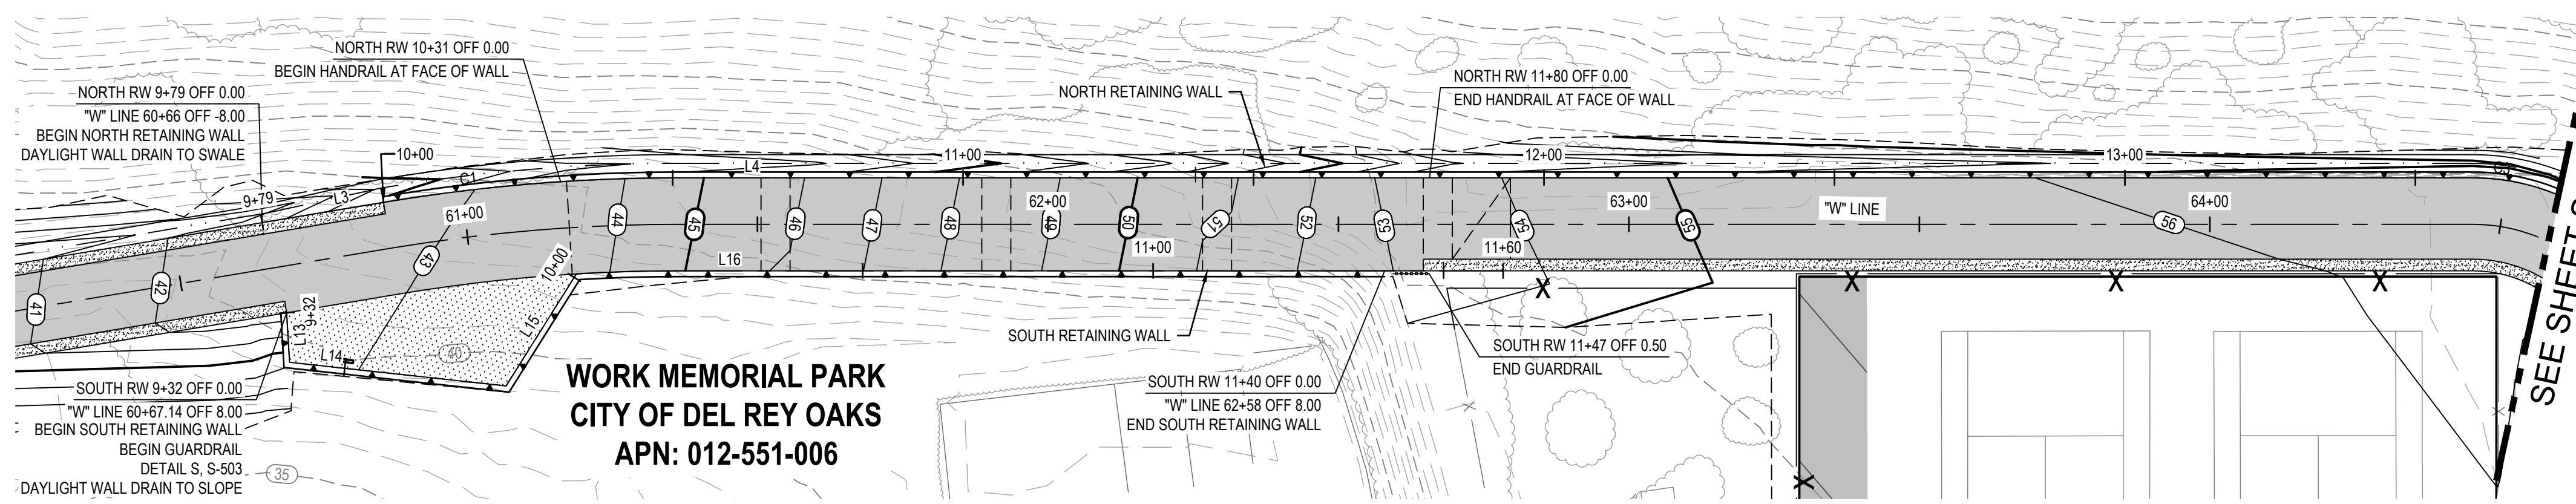 NORTH RW 10+31 OFF 0.00
BEGIN HANDRAIL AT FACE OF WALL
NORTH RW 9+79 OFF 0.00
"W" LINE 60+66 OFF -8.00
BEGIN NORTH RETAINING WALL
DAYLIGHT WALL DRAIN TO SWALE
NORTH RETAINING WALL
NORTH RW 11+80 OFF 0.00
END HANDRAIL AT FACE OF WALL
10+00
L4
11+00
12+00
13+00
C1
9+79
L3
61+00
62+00
63+00
"W" LINE
64+00
41
42
43
44
45
46
47
48
49
50
51
52
53
54
55
56
11+00
11+60
L16
10+00
9+32
L13
L14
L15
40
35
SOUTH RETAINING WALL
SOUTH RW 9+32 OFF 0.00
"W" LINE 60+67.14 OFF 8.00
BEGIN SOUTH RETAINING WALL
BEGIN GUARDRAIL
DETAIL S, S-503
DAYLIGHT WALL DRAIN TO SLOPE
WORK MEMORIAL PARK
CITY OF DEL REY OAKS
APN: 012-551-006
SOUTH RW 11+40 OFF 0.00
"W" LINE 62+58 OFF 8.00
END SOUTH RETAINING WALL
SOUTH RW 11+47 OFF 0.50
END GUARDRAIL
X
X
X
X
X
SEE SHEET